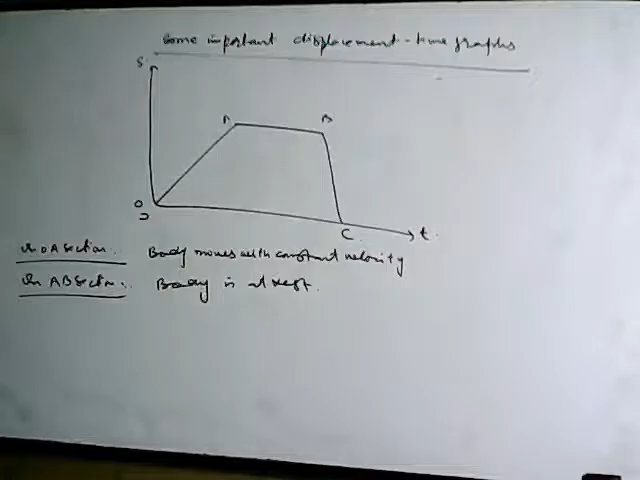 Some important displacement - time graphs
S
A B
O
C t
In OA section. Body moves with constant velocity
In AB section. Body is at rest.